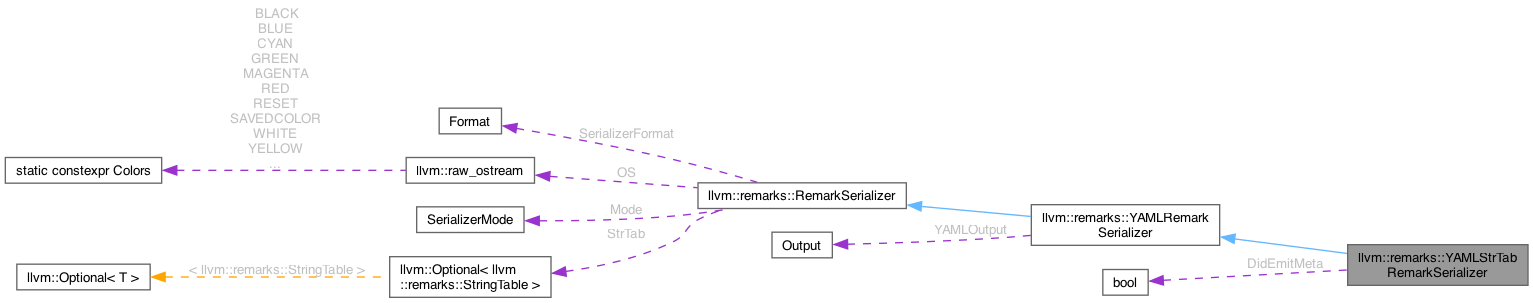 BLACK
BLUE
CYAN
GREEN
MAGENTA
RED
RESET
SAVEDCOLOR
WHITE
YELLOW
...
static constexpr Colors
Format
SerializerFormat
llvm::raw_ostream
OS
SerializerMode
Mode
StrTab
llvm::remarks::RemarkSerializer
llvm::Optional< T >
< llvm::remarks::StringTable >
llvm::Optional< llvm
::remarks::StringTable >
Output
YAMLOutput
llvm::remarks::YAMLRemark
Serializer
bool
DidEmitMeta
llvm::remarks::YAMLStrTab
RemarkSerializer